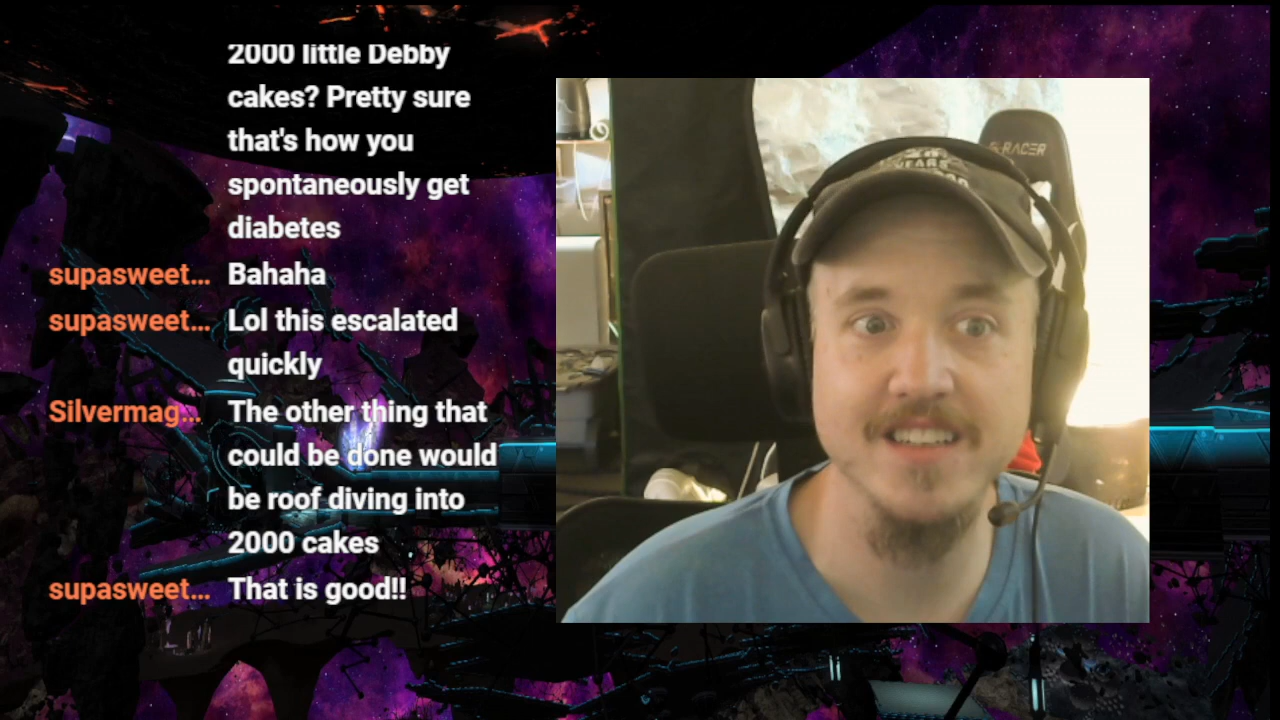 2000 little Debby
cakes? Pretty sure
that's how you
spontaneously get
diabetes
supasweet... Bahaha
supasweet... Lol this escalated
quickly
Silvermag... The other thing that
could be done would
be roof diving into
2000 cakes
supasweet... That is good!!
RACER
YEARS